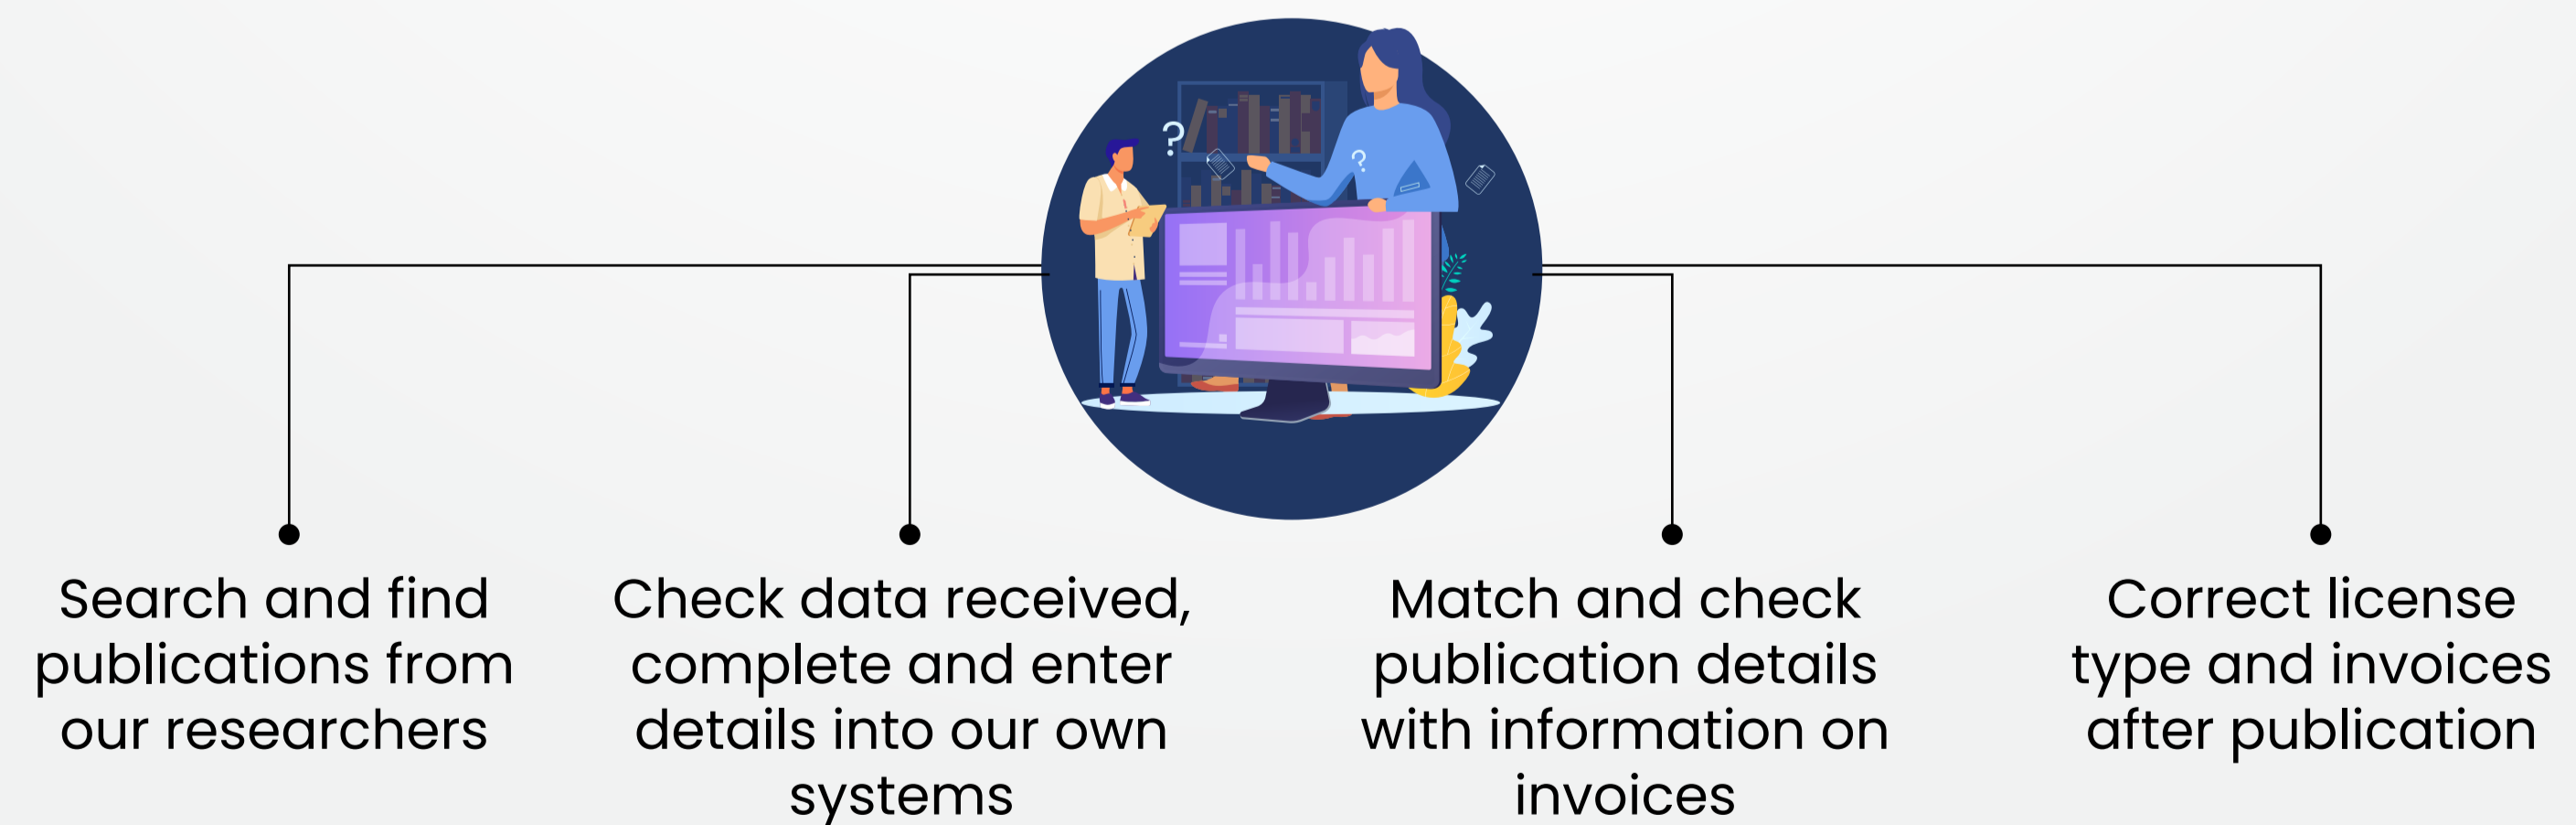 ?
?
Search and find
publications from
our researchers
Check data received,
complete and enter
details into our own
systems
Match and check
publication details
with information on
invoices
Correct license
type and invoices
after publication